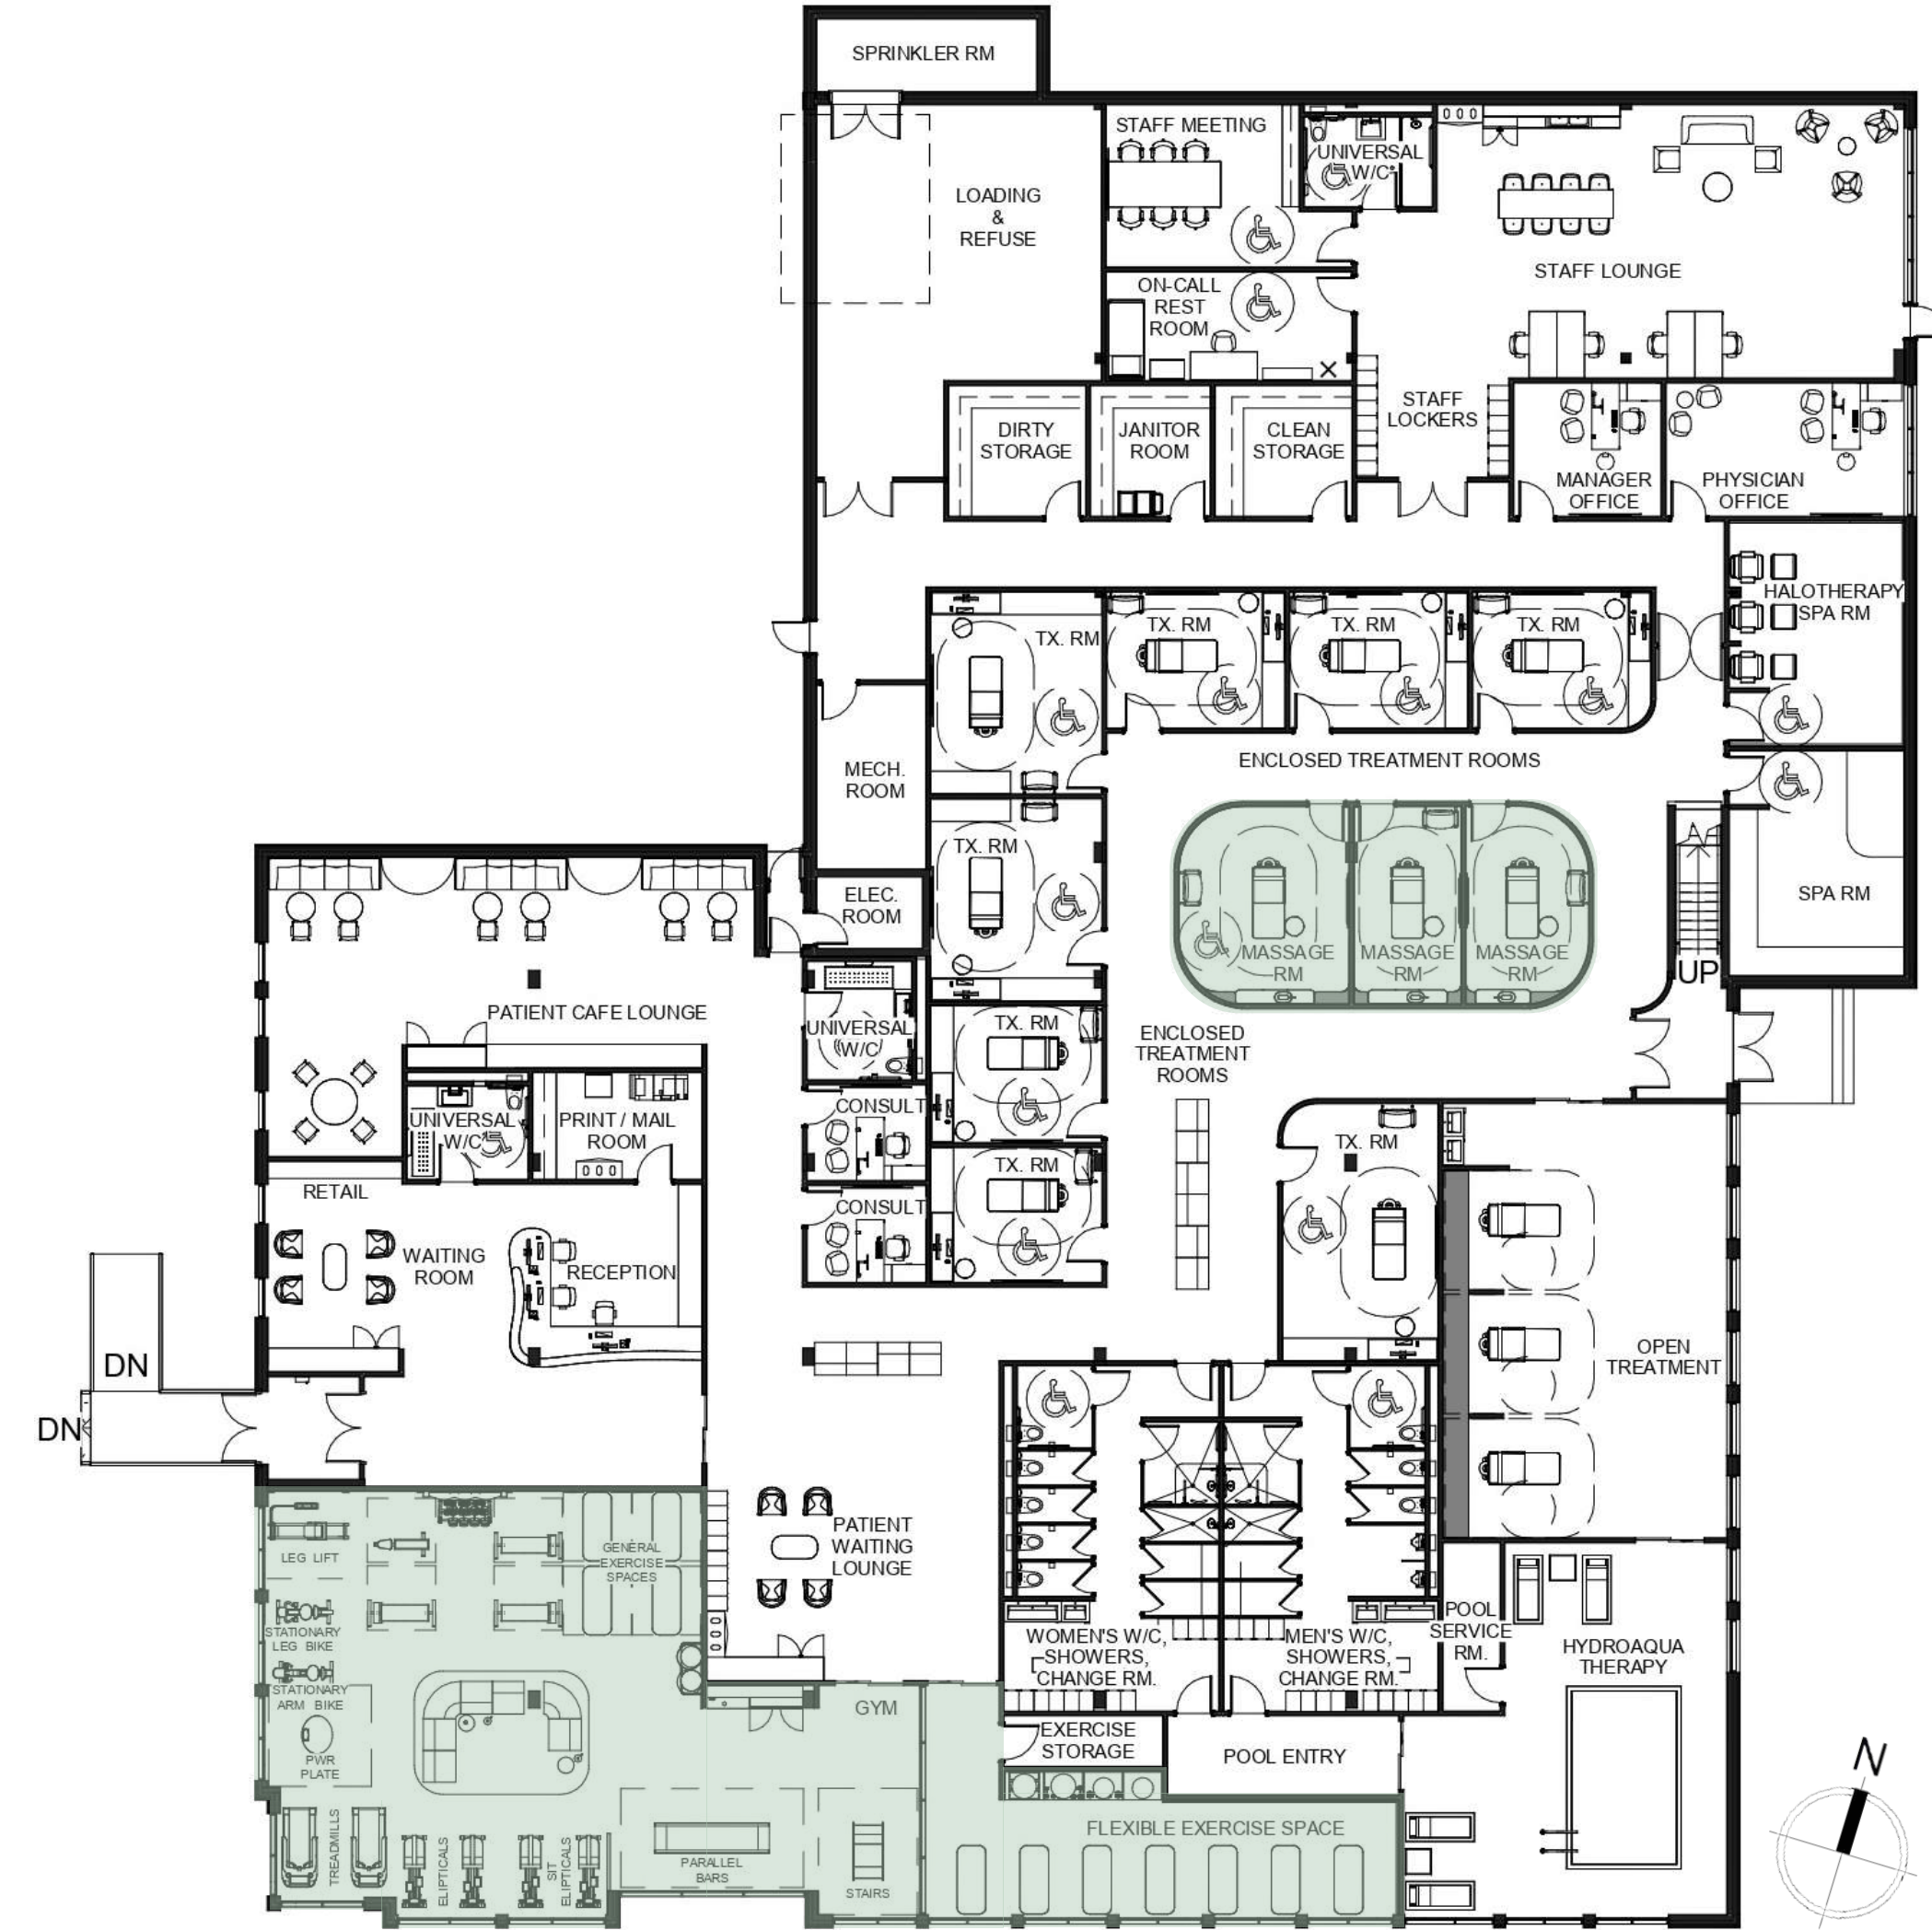 SPRINKLER RM
STAFF MEETING
UNIVERSAL
W/C
LOADING
&
REFUSE
STAFF LOUNGE
ON-CALL
REST
ROOM
STAFF
LOCKERS
DIRTY
STORAGE
JANITOR
ROOM
CLEAN
STORAGE
MANAGER
OFFICE
PHYSICIAN
OFFICE
HALOTHERAPY
SPA RM
TX. RM
TX. RM
TX. RM
TX. RM
ENCLOSED TREATMENT ROOMS
MECH.
ROOM
TX. RM
ELEC.
ROOM
MASSAGE
RM
MASSAGE
RM
MASSAGE
RM
SPA RM
UP
PATIENT CAFE LOUNGE
UNIVERSAL
W/C
TX. RM
ENCLOSED
TREATMENT
ROOMS
UNIVERSAL
W/C
PRINT / MAIL
ROOM
CONSULT
TX. RM
TX. RM
RETAIL
CONSULT
WAITING
ROOM
RECEPTION
OPEN
TREATMENT
DN
DN
LEG LIFT
GENERAL
EXERCISE
SPACES
PATIENT
WAITING
LOUNGE
STATIONARY
LEG BIKE
STATIONARY
ARM BIKE
PWR
PLATE
WOMEN'S W/C,
SHOWERS,
CHANGE RM.
MEN'S W/C,
SHOWERS,
CHANGE RM.
POOL
SERVICE
RM.
HYDROAQUA
THERAPY
GYM
EXERCISE
STORAGE
POOL ENTRY
N
TREADMILLS
ELIPTICALS
SIT
ELIPTICALS
PARALLEL
BARS
STAIRS
FLEXIBLE EXERCISE SPACE